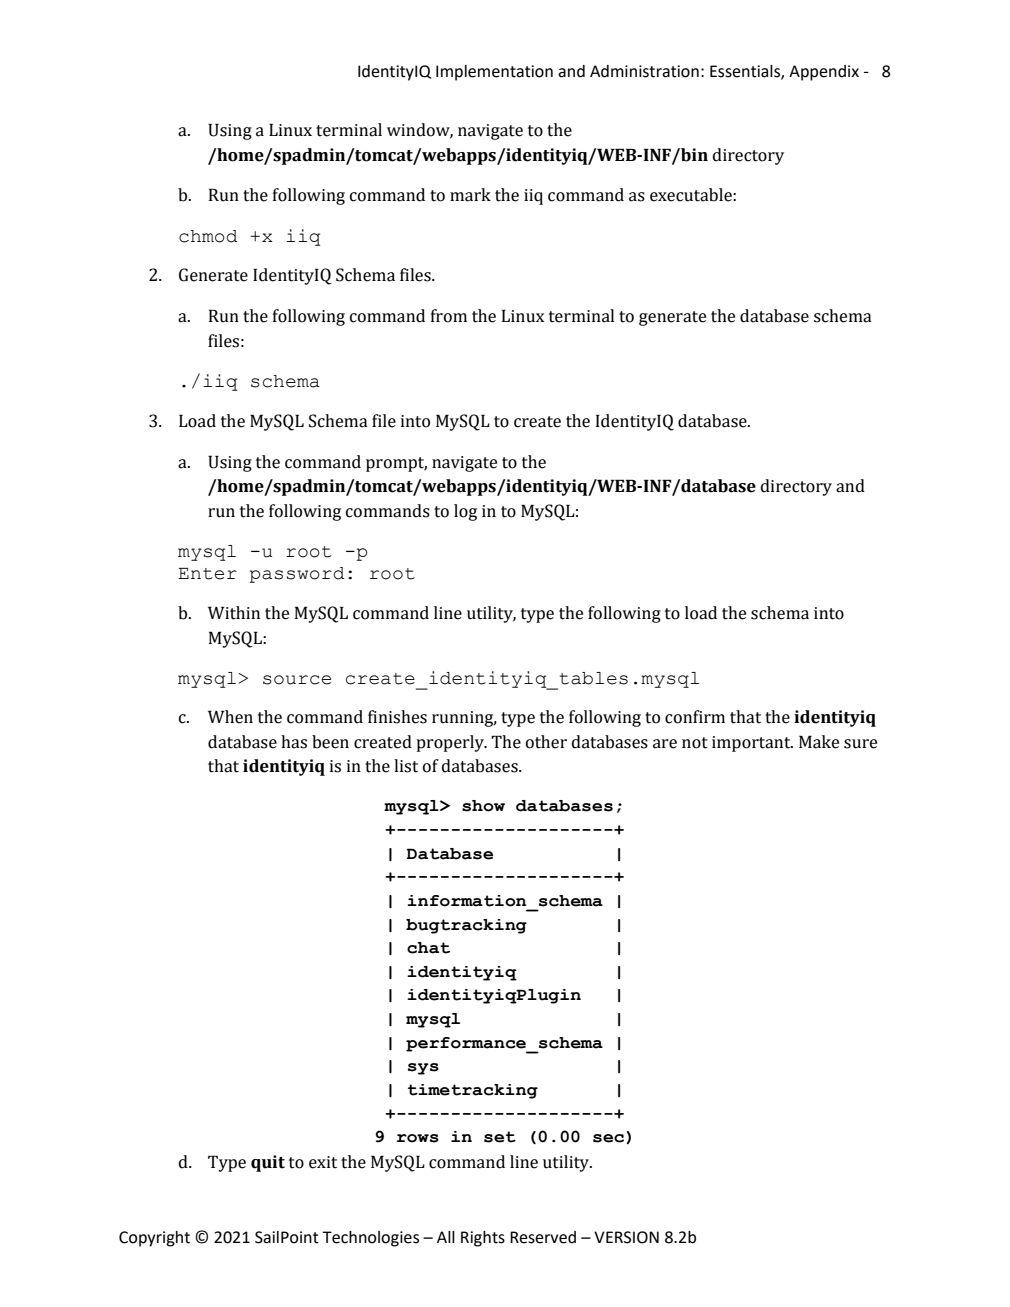 IdentityIQ Implementation and Administration: Essentials, Appendix - 8
a. Using a Linux terminal window, navigate to the
/home/spadmin/tomcat/webapps/identityiq/WEB-INF/bin directory
b. Run the following command to mark the iiq command as executable:
chmod +x iiq
2. Generate IdentityIQ Schema files.
a. Run the following command from the Linux terminal to generate the database schema
files:
./iiq schema
3. Load the MySQL Schema file into MySQL to create the IdentityIQ database.
a. Using the command prompt, navigate to the
/home/spadmin/tomcat/webapps/identityiq/WEB-INF/database directory and
run the following commands to log in to MySQL:
mysql -u root -p
Enter password: root
b. Within the MySQL command line utility, type the following to load the schema into
MySQL:
mysql> source create_identityiq_tables.mysql
c. When the command finishes running, type the following to confirm that the identityiq
database has been created properly. The other databases are not important. Make sure
that identityiq is in the list of databases.
mysql> show databases;
+--------------------+
| Database           |
+--------------------+
| information_schema |
| bugtracking        |
| chat               |
| identityiq         |
| identityiqPlugin   |
| mysql              |
| performance_schema |
| sys                |
| timetracking       |
+--------------------+
9 rows in set (0.00 sec)
d. Type quit to exit the MySQL command line utility.
Copyright © 2021 SailPoint Technologies – All Rights Reserved – VERSION 8.2b